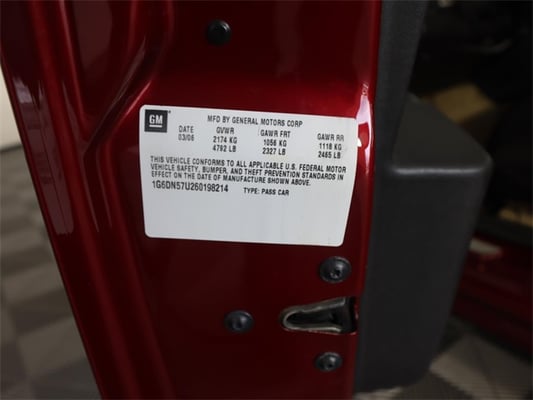 GM
MFD BY GENERAL MOTORS CORP
DATE GVWR GAWR FRT GAWR RR
03/06 2174 KG 1056 KG 1118 KG
4792 LB 2327 LB 2465 LB
THIS VEHICLE CONFORMS TO ALL APPLICABLE U.S. FEDERAL MOTOR
VEHICLE SAFETY, BUMPER, AND THEFT PREVENTION STANDARDS IN
EFFECT ON THE DATE OF MANUFACTURE SHOWN ABOVE.
1G6DN57U260198214 TYPE: PASS CAR